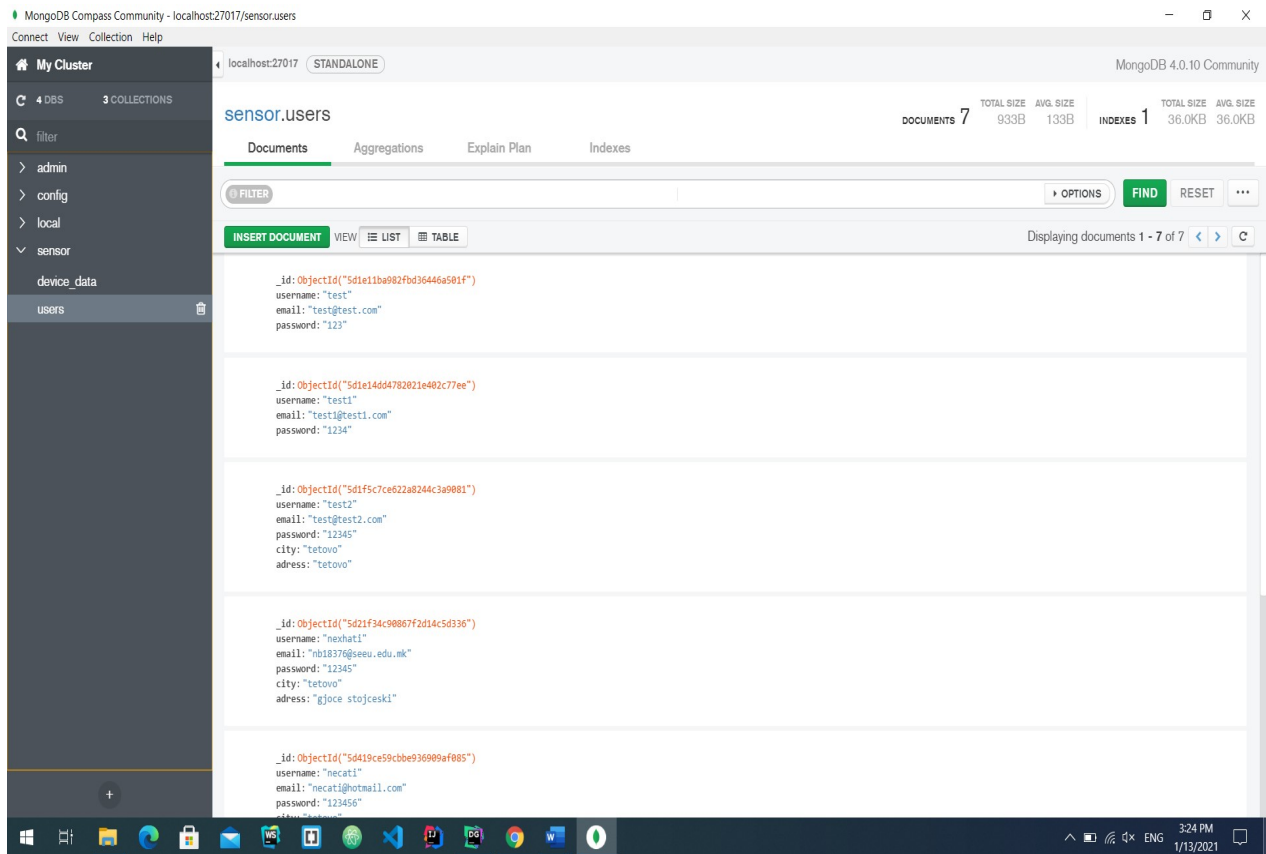 MongoDB Compass Community - localhost:27017/sensor.users
Connect View Collection Help
My Cluster
localhost:27017 STANDALONE
MongoDB 4.0.10 Community
4 DBS 3 COLLECTIONS
filter
admin
config
local
sensor
device_data
users
sensor.users
DOCUMENTS 7 TOTAL SIZE 933B AVG. SIZE 133B INDEXES 1 TOTAL SIZE 36.0KB AVG. SIZE 36.0KB
Documents Aggregations Explain Plan Indexes
FILTER
OPTIONS FIND RESET ...
INSERT DOCUMENT VIEW LIST TABLE
Displaying documents 1 - 7 of 7
_id:ObjectId("5d1e11ba982fbd36446a501f")
username:"test"
email:"test@test.com"
password:"123"
_id:ObjectId("5d1e14dd4782021e402c77ee")
username:"test1"
email:"test1@test1.com"
password:"1234"
_id:ObjectId("5d1f5c7ce622a8244c3a9081")
username:"test2"
email:"test@test2.com"
password:"12345"
city:"tetovo"
adress:"tetovo"
_id:ObjectId("5d21f34c90867f2d14c5d336")
username:"nexhati"
email:"nb18376@seeu.edu.mk"
password:"12345"
city:"tetovo"
adress:"gjoce stojceski"
_id:ObjectId("5d419ce59cbbe936909af085")
username:"necati"
email:"necati@hotmail.com"
password:"123456"
ENG
3:24 PM
1/13/2021